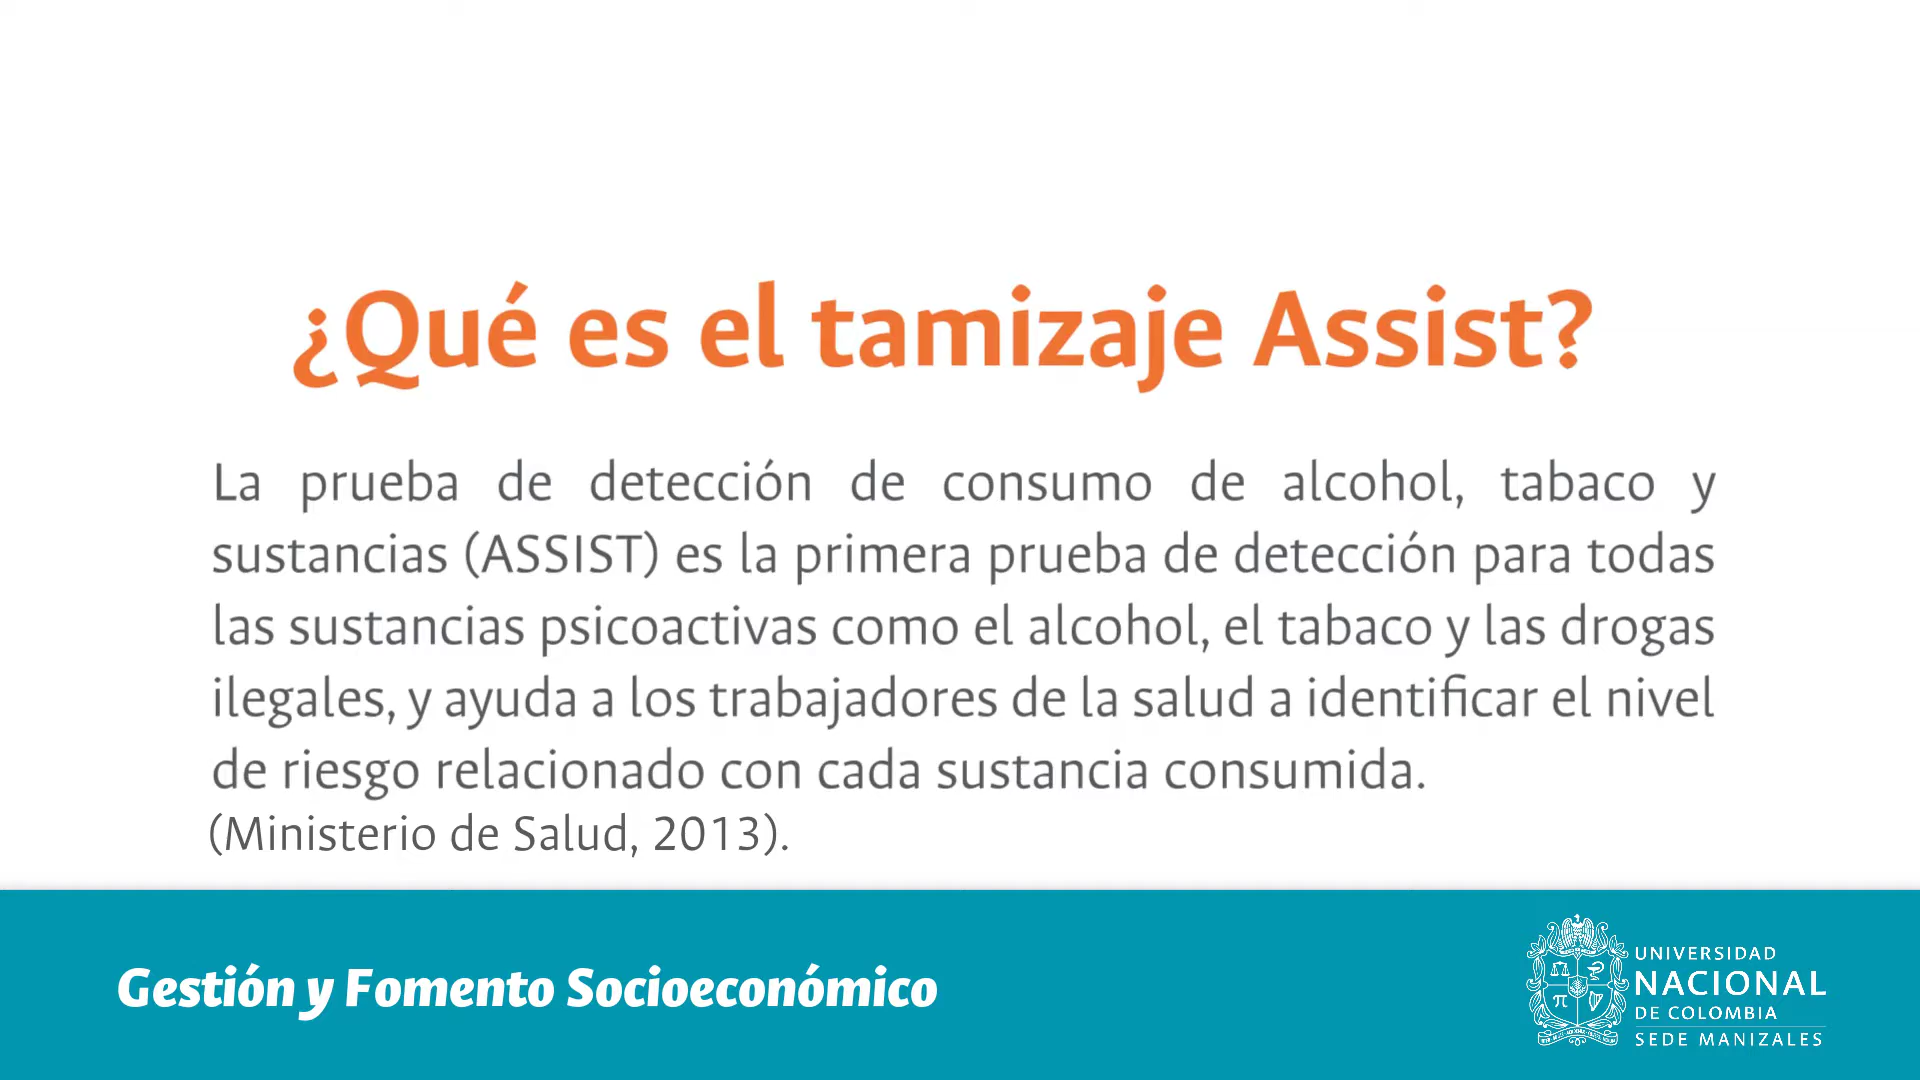 ¿Qué es el tamizaje Assist?
La prueba de detección de consumo de alcohol, tabaco y
sustancias (ASSIST) es la primera prueba de detección para todas
las sustancias psicoactivas como el alcohol, el tabaco y las drogas
ilegales, y ayuda a los trabajadores de la salud a identificar el nivel
de riesgo relacionado con cada sustancia consumida.
(Ministerio de Salud, 2013).
Gestión y Fomento Socioeconómico
UNIVERSIDAD
NACIONAL
DE COLOMBIA
SEDE MANIZALES